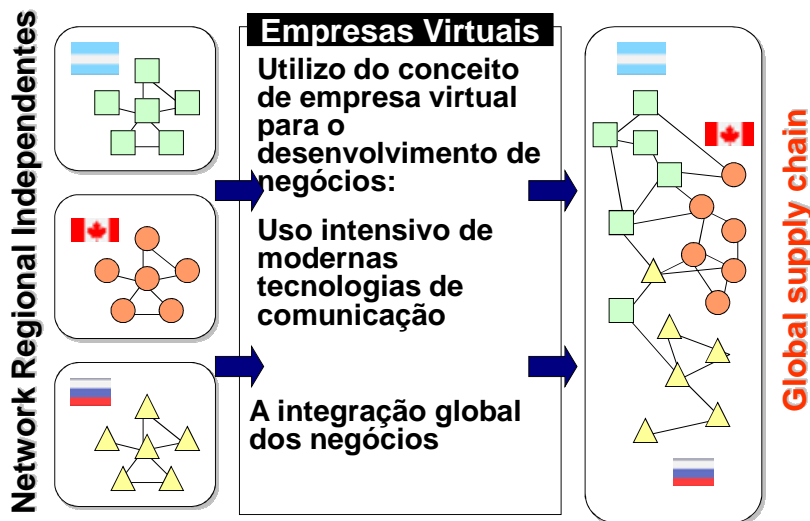 Network Regional Independentes
Empresas Virtuais
Utilizo do conceito
de empresa virtual
para o
desenvolvimento de
negócios:
Uso intensivo de
modernas
tecnologias de
comunicação
A integração global
dos negócios
Global supply chain